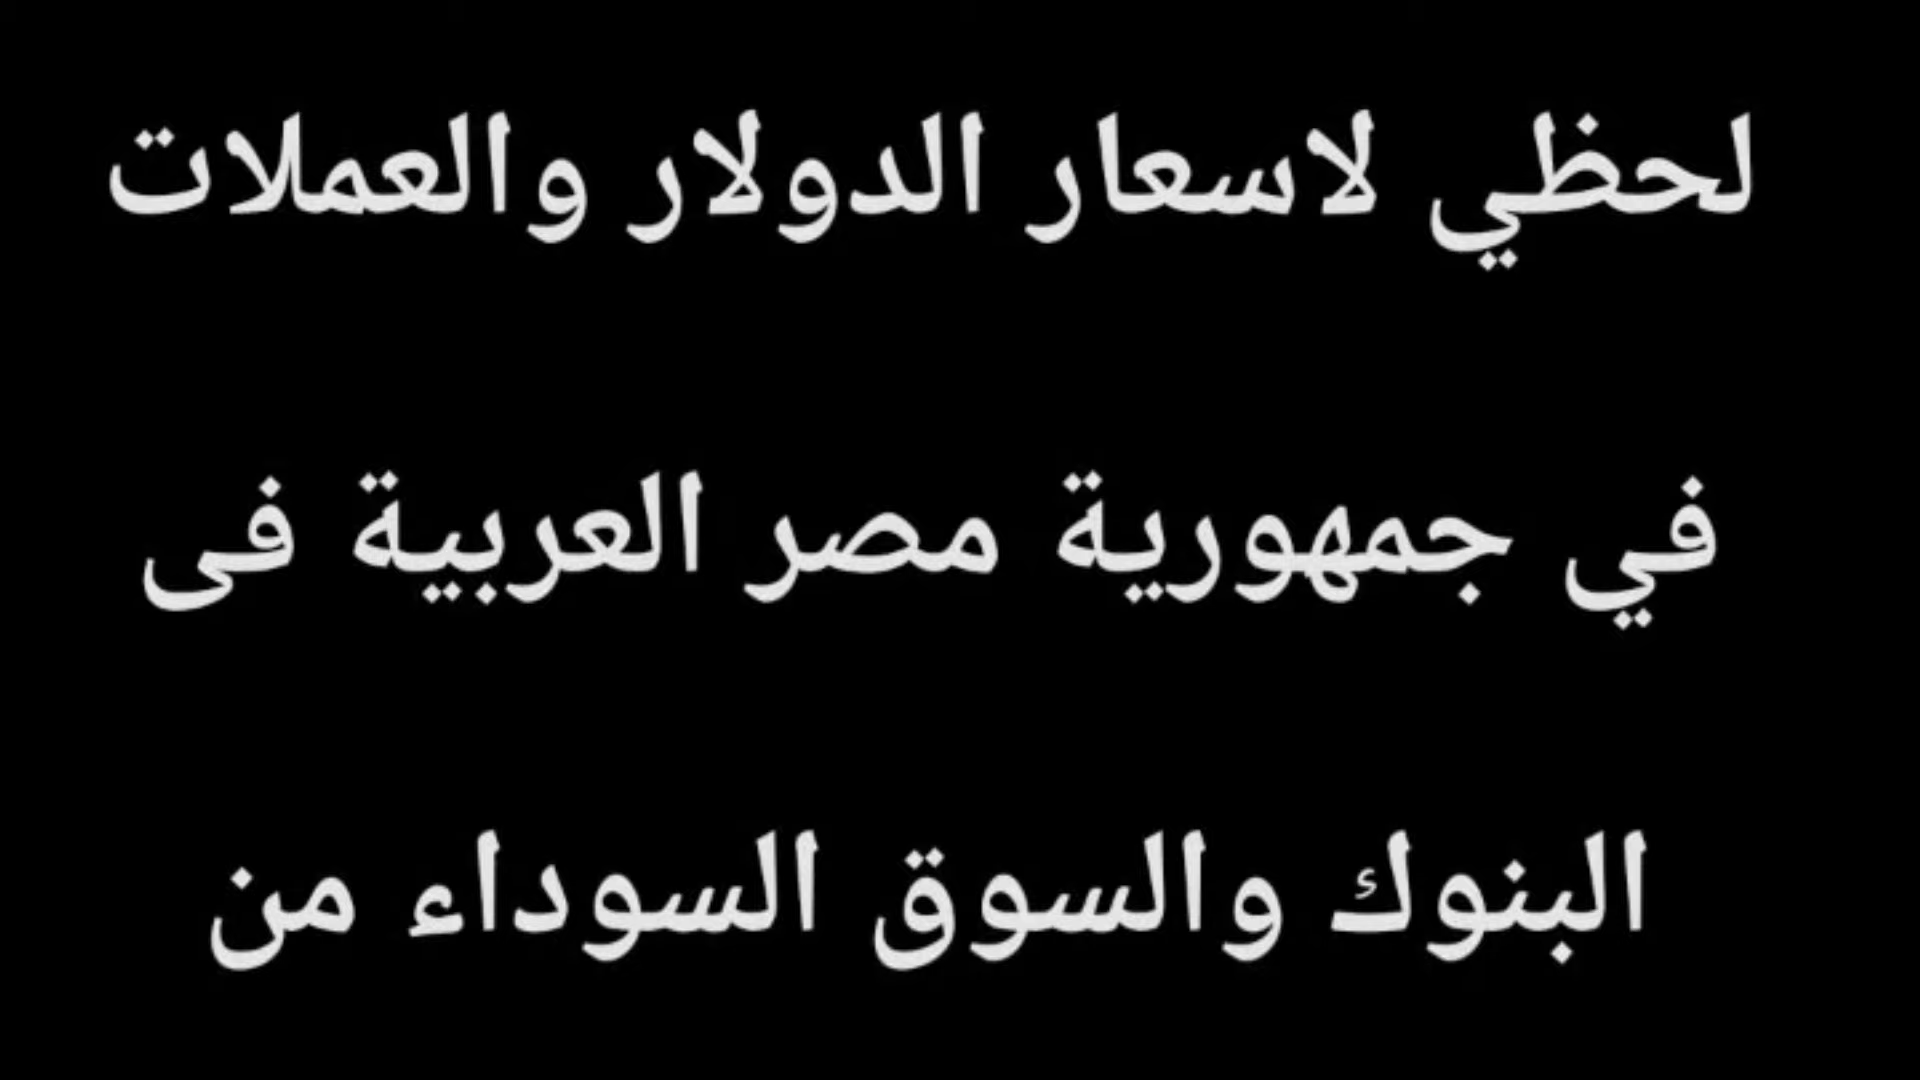 لحظي لاسعار الدولار والعملات
في جمهورية مصر العربية فى
البنوك والسوق السوداء من